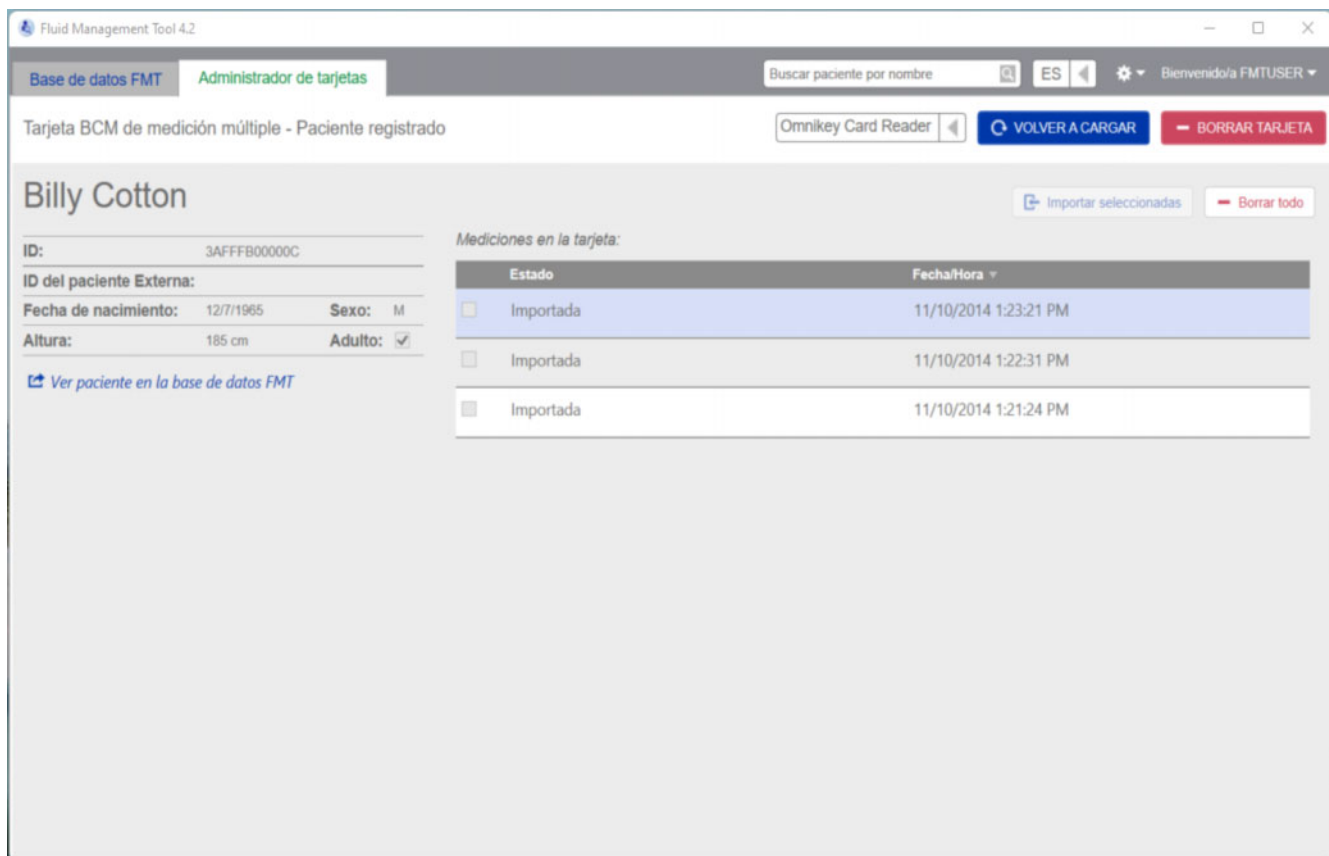 Fluid Management Tool 4.2
Base de datos FMT Administrador de tarjetas Buscar paciente por nombre ES Bienvenido/a FMTUSER
Tarjeta BCM de medición múltiple - Paciente registrado Omnikey Card Reader VOLVER A CARGAR BORRAR TARJETA
Billy Cotton
Importar seleccionadas Borrar todo
Mediciones en la tarjeta:
ID: 3AFFFB00000C
ID del paciente Externa:
Fecha de nacimiento: 12/7/1965 Sexo: M
Altura: 185 cm Adulto:
Ver paciente en la base de datos FMT
Estado Fecha/Hora
Importada 11/10/2014 1:23:21 PM
Importada 11/10/2014 1:22:31 PM
Importada 11/10/2014 1:21:24 PM